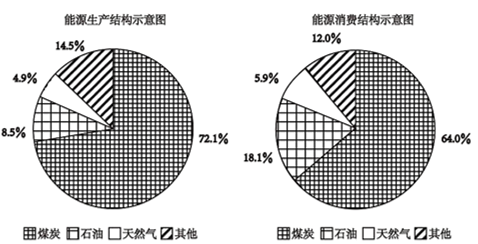 能源生产结构示意图
14.5%
4.9%
8.5%
72.1%
煤炭 石油 天然气 其他
能源消费结构示意图
12.0%
5.9%
18.1%
64.0%
煤炭 石油 天然气 其他